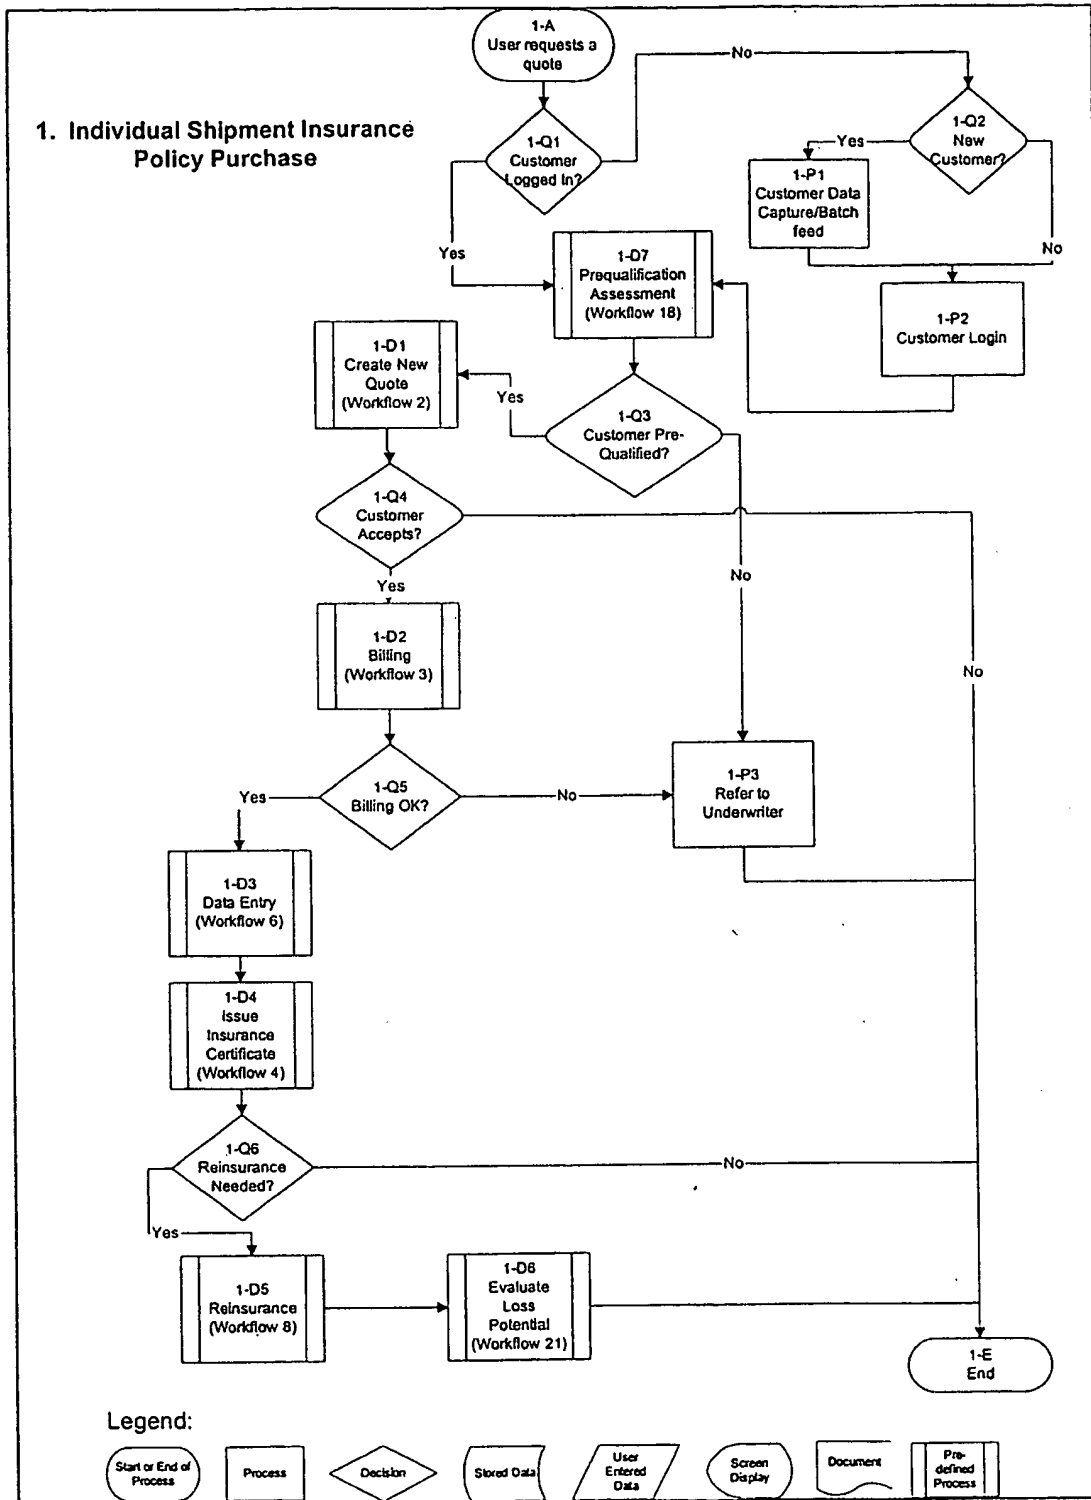 1-A
User requests a
quote
No
1. Individual Shipment Insurance
Policy Purchase
1-Q1
Customer
Logged In?
1-Q2
New
Customer?
Yes
1-P1
Customer Data
Capture/Batch
feed
No
Yes
1-D7
Prequalification
Assessment
(Workflow 18)
1-P2
Customer Login
1-D1
Create New
Quote
(Workflow 2)
Yes
1-Q3
Customer Pre-
Qualified?
1-Q4
Customer
Accepts?
No
Yes
1-D2
Billing
(Workflow 3)
No
1-Q5
Billing OK?
Yes
No
1-P3
Refer to
Underwriter
1-D3
Data Entry
(Workflow 6)
1-D4
Issue
Insurance
Certificate
(Workflow 4)
1-Q6
Reinsurance
Needed?
No
Yes
1-D5
Reinsurance
(Workflow 8)
1-D6
Evaluate
Loss
Potential
(Workflow 21)
1-E
End
Legend:
Start or End of
Process
Process
Decision
Stored Data
User
Entered
Data
Screen
Display
Document
Pre-
defined
Process